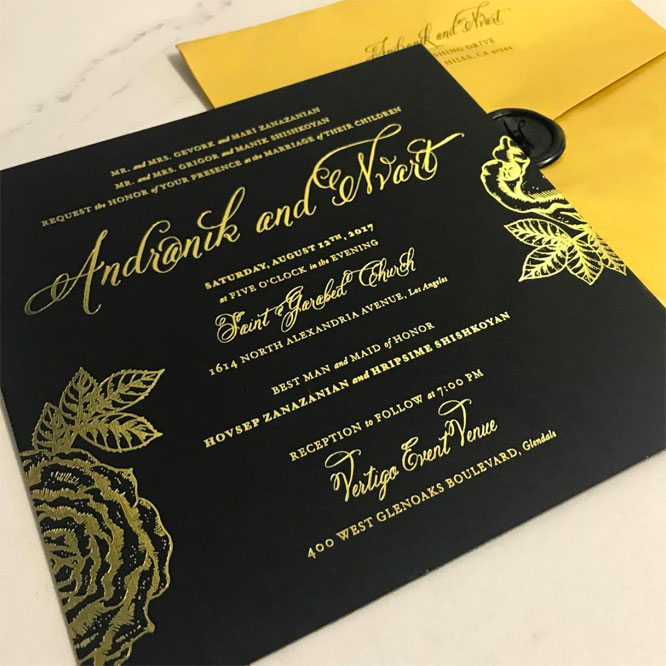 Andranik and Nvart
DRIVE
HILLS, CA
MR. AND MRS. GEVORK AND MARI ZANAZANIAN
MR. AND MRS. GRIGOR AND MANIK SHISHKOYAN
REQUEST the HONOR of YOUR PRESENCE at the MARRIAGE of THEIR CHILDREN
Andranik and Nvart
SATURDAY, AUGUST 12TH, 2017
at FIVE O'CLOCK in the EVENING
Saint Garabed Church
1614 NORTH ALEXANDRIA AVENUE, Los Angeles
BEST MAN and MAID of HONOR
HOVSEP ZANAZANIAN and HRIPSIME SHISHKOYAN
RECEPTION to FOLLOW at 7:00 PM
Vertigo Event Venue
400 WEST GLENOAKS BOULEVARD, Glendale